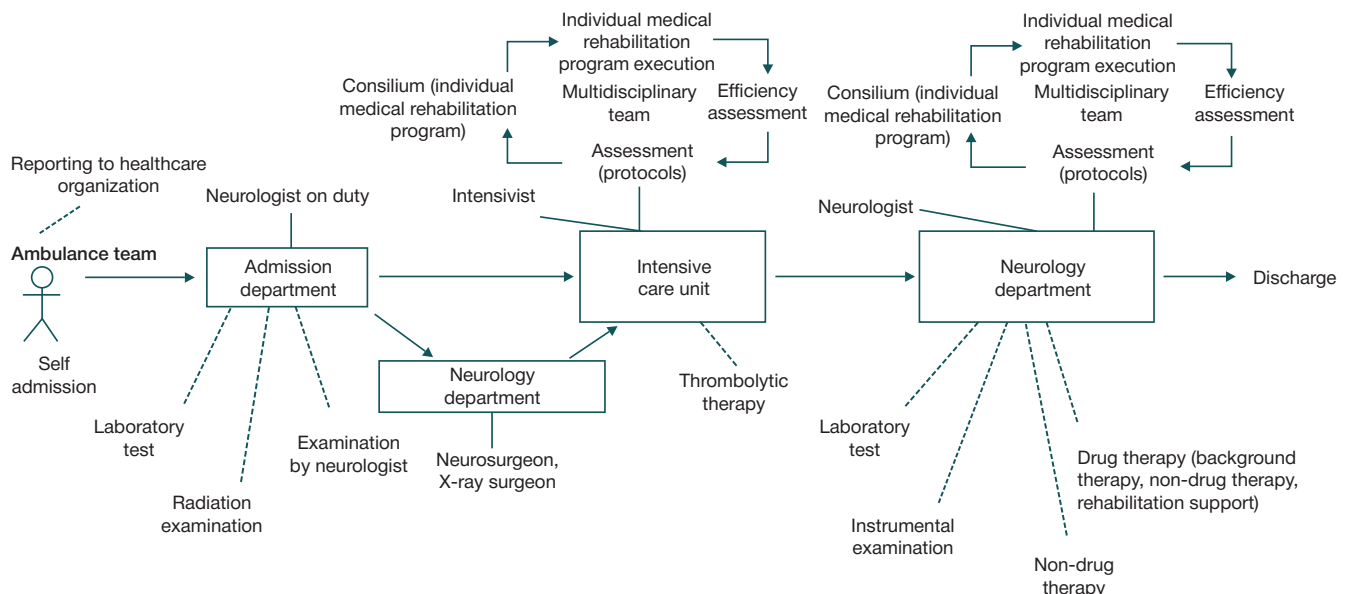 Individual medical
rehabilitation
program execution
Consilium (individual
medical rehabilitation
program)
Multidisciplinary
team
Efficiency
assessment
Assessment
(protocols)
Individual medical
rehabilitation
program execution
Consilium (individual
medical rehabilitation
program)
Multidisciplinary
team
Efficiency
assessment
Assessment
(protocols)
Reporting to healthcare
organization
Neurologist on duty
Intensivist
Neurologist
Ambulance team
Self
admission
Admission
department
Intensive
care unit
Neurology
department
Discharge
Neurology
department
Neurosurgeon,
X-ray surgeon
Thrombolytic
therapy
Laboratory
test
Radiation
examination
Examination
by neurologist
Laboratory
test
Instrumental
examination
Non-drug
therapy
Drug therapy (background
therapy, non-drug therapy,
rehabilitation support)